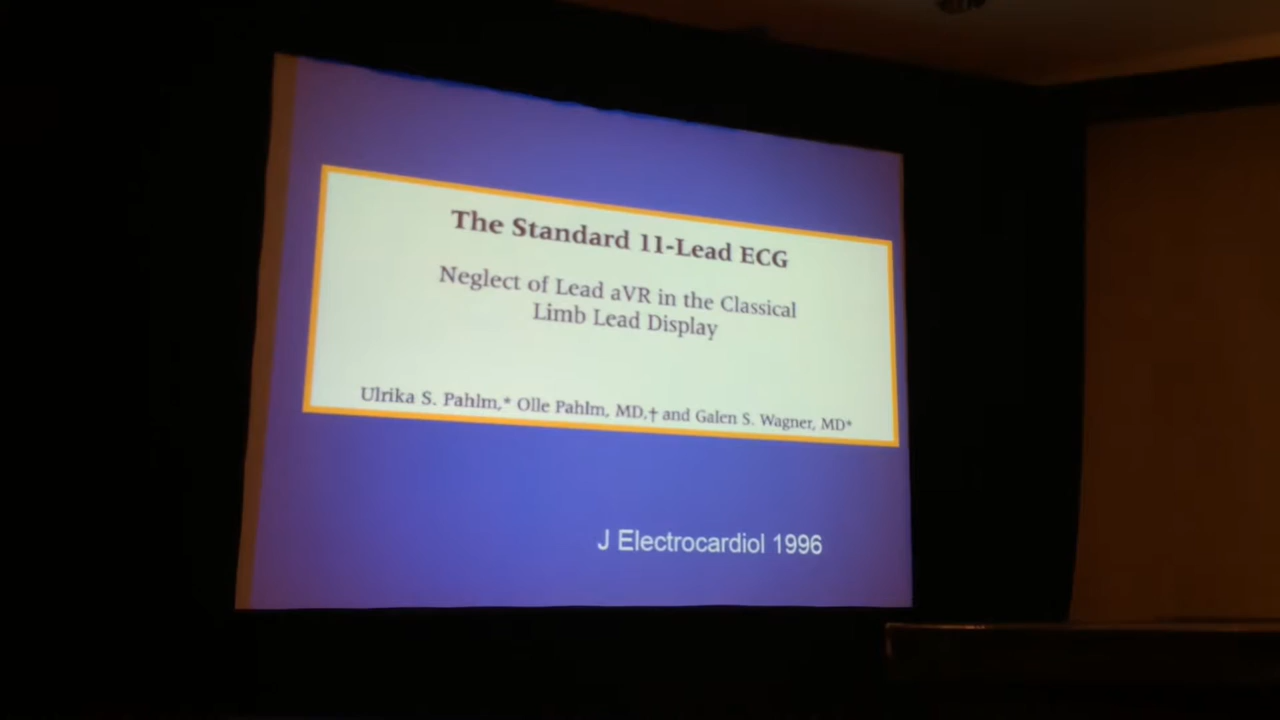 The Standard 11-Lead ECG
Neglect of Lead aVR in the Classical
Limb Lead Display
Ulrika S. Pahlm,* Olle Pahlm, MD,† and Galen S. Wagner, MD*
J Electrocardiol 1996